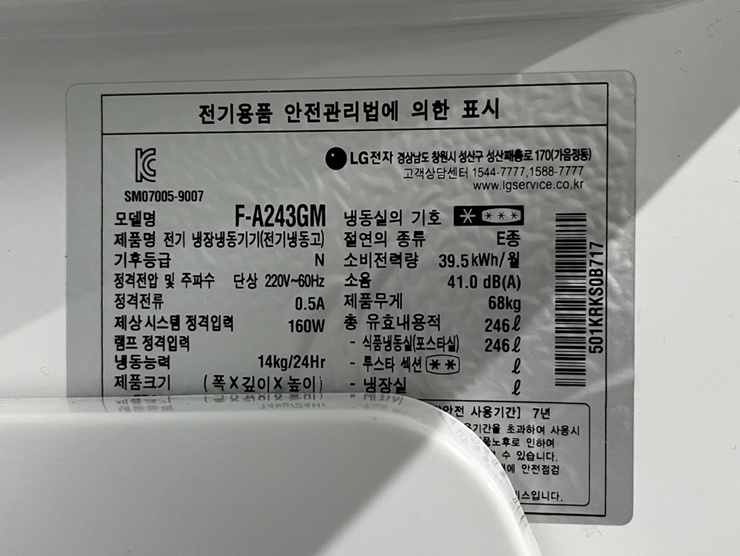 전기용품 안전관리법에 의한 표시
SM07005-9007
LG전자 경상남도 창원시 성산구 성산패총로 170(가음정동)
고객상담센터 1544-7777,1588-7777
www.lgservice.co.kr
모델명 F-A243GM
제품명 전기 냉장냉동기기(전기냉동고)
기후등급 N
정격전압 및 주파수 단상 220V~60Hz
정격전류 0.5A
제상시스템 정격입력 160W
램프 정격입력
냉동능력 14kg/24Hr
제품크기 (폭X깊이X높이)
냉동실의 기호 * ***
절연의 종류 E종
소비전력량 39.5kWh/월
소음 41.0 dB(A)
제품무게 68kg
총 유효내용적 246ℓ
- 식품냉동실(포스타실) 246ℓ
- 투스타 섹션 ** ℓ
- 냉장실 ℓ
501KRKS0B717
안전 사용기간] 7년
기간을 초과하여 사용시
품노후로 인하여
수 있습니다.
에 안전점검
스입니다.